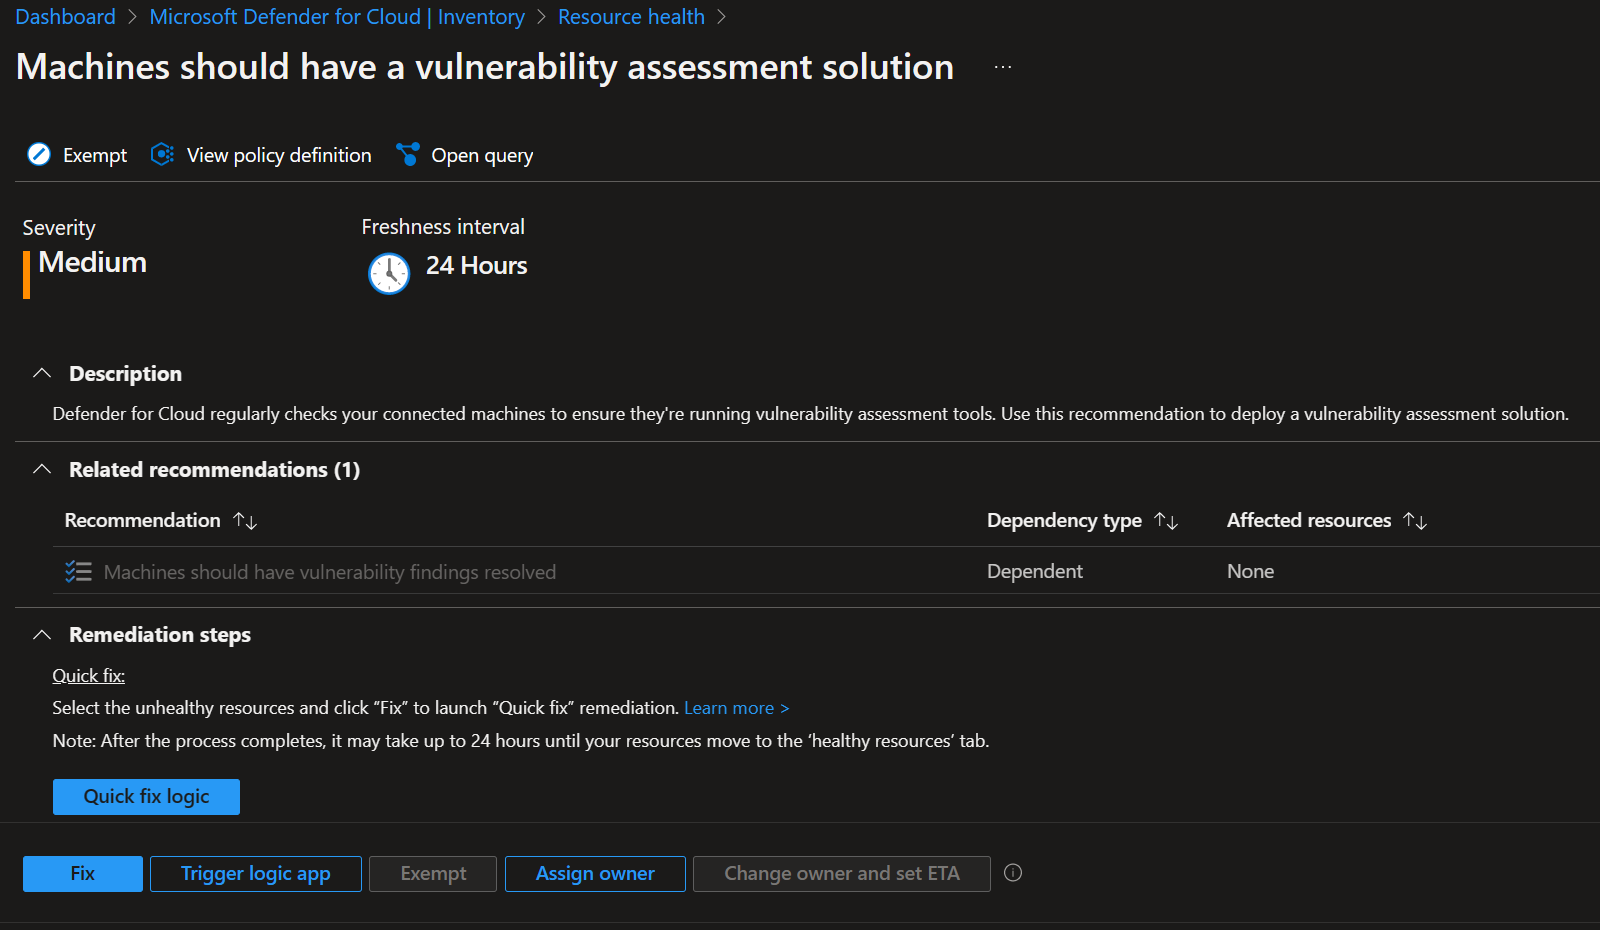 Dashboard > Microsoft Defender for Cloud | Inventory > Resource health >
Machines should have a vulnerability assessment solution ...
Exempt View policy definition Open query
Severity Freshness interval
Medium 24 Hours
Description
Defender for Cloud regularly checks your connected machines to ensure they're running vulnerability assessment tools. Use this recommendation to deploy a vulnerability assessment solution.
Related recommendations (1)
Recommendation ↑↓ Dependency type ↑↓ Affected resources ↑↓
Machines should have vulnerability findings resolved Dependent None
Remediation steps
Quick fix:
Select the unhealthy resources and click “Fix” to launch “Quick fix” remediation. Learn more >
Note: After the process completes, it may take up to 24 hours until your resources move to the ‘healthy resources’ tab.
Quick fix logic
Fix Trigger logic app Exempt Assign owner Change owner and set ETA